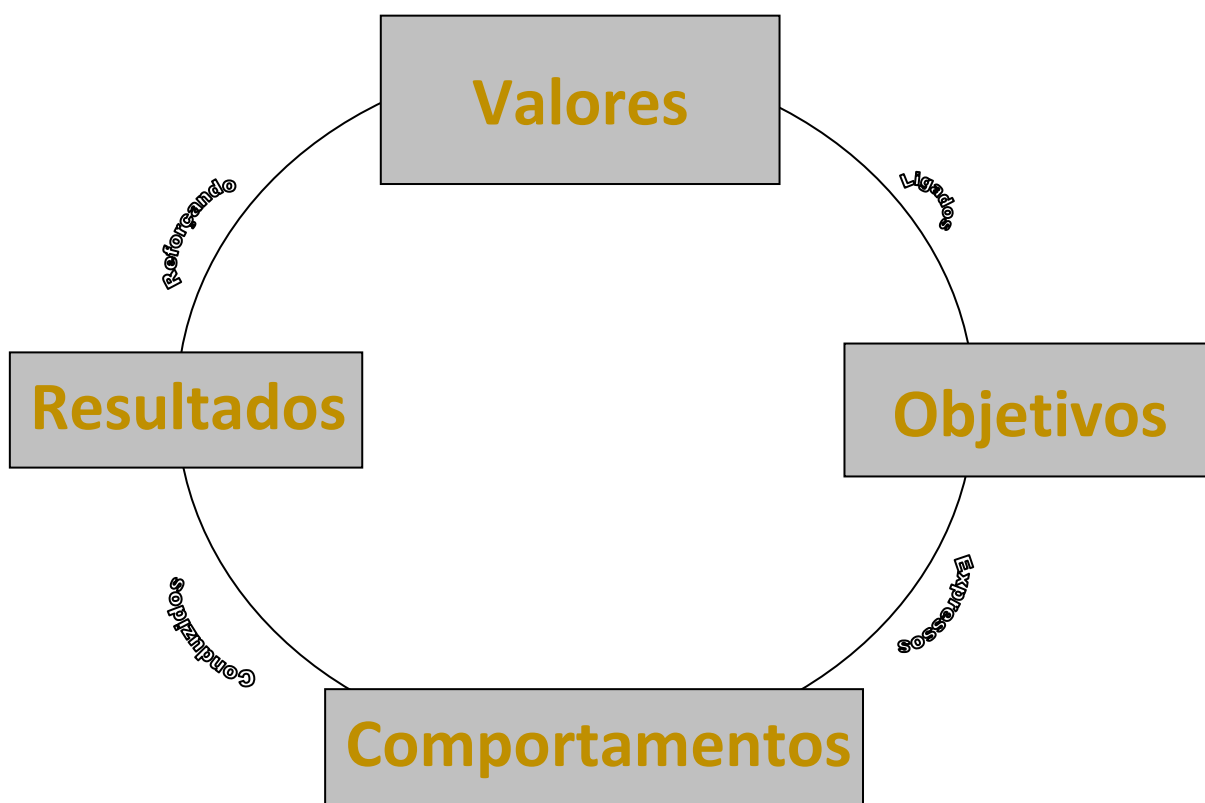 Valores
Ligados
Reforçando
Resultados
Objetivos
Expressos
Conduzidos
Comportamentos